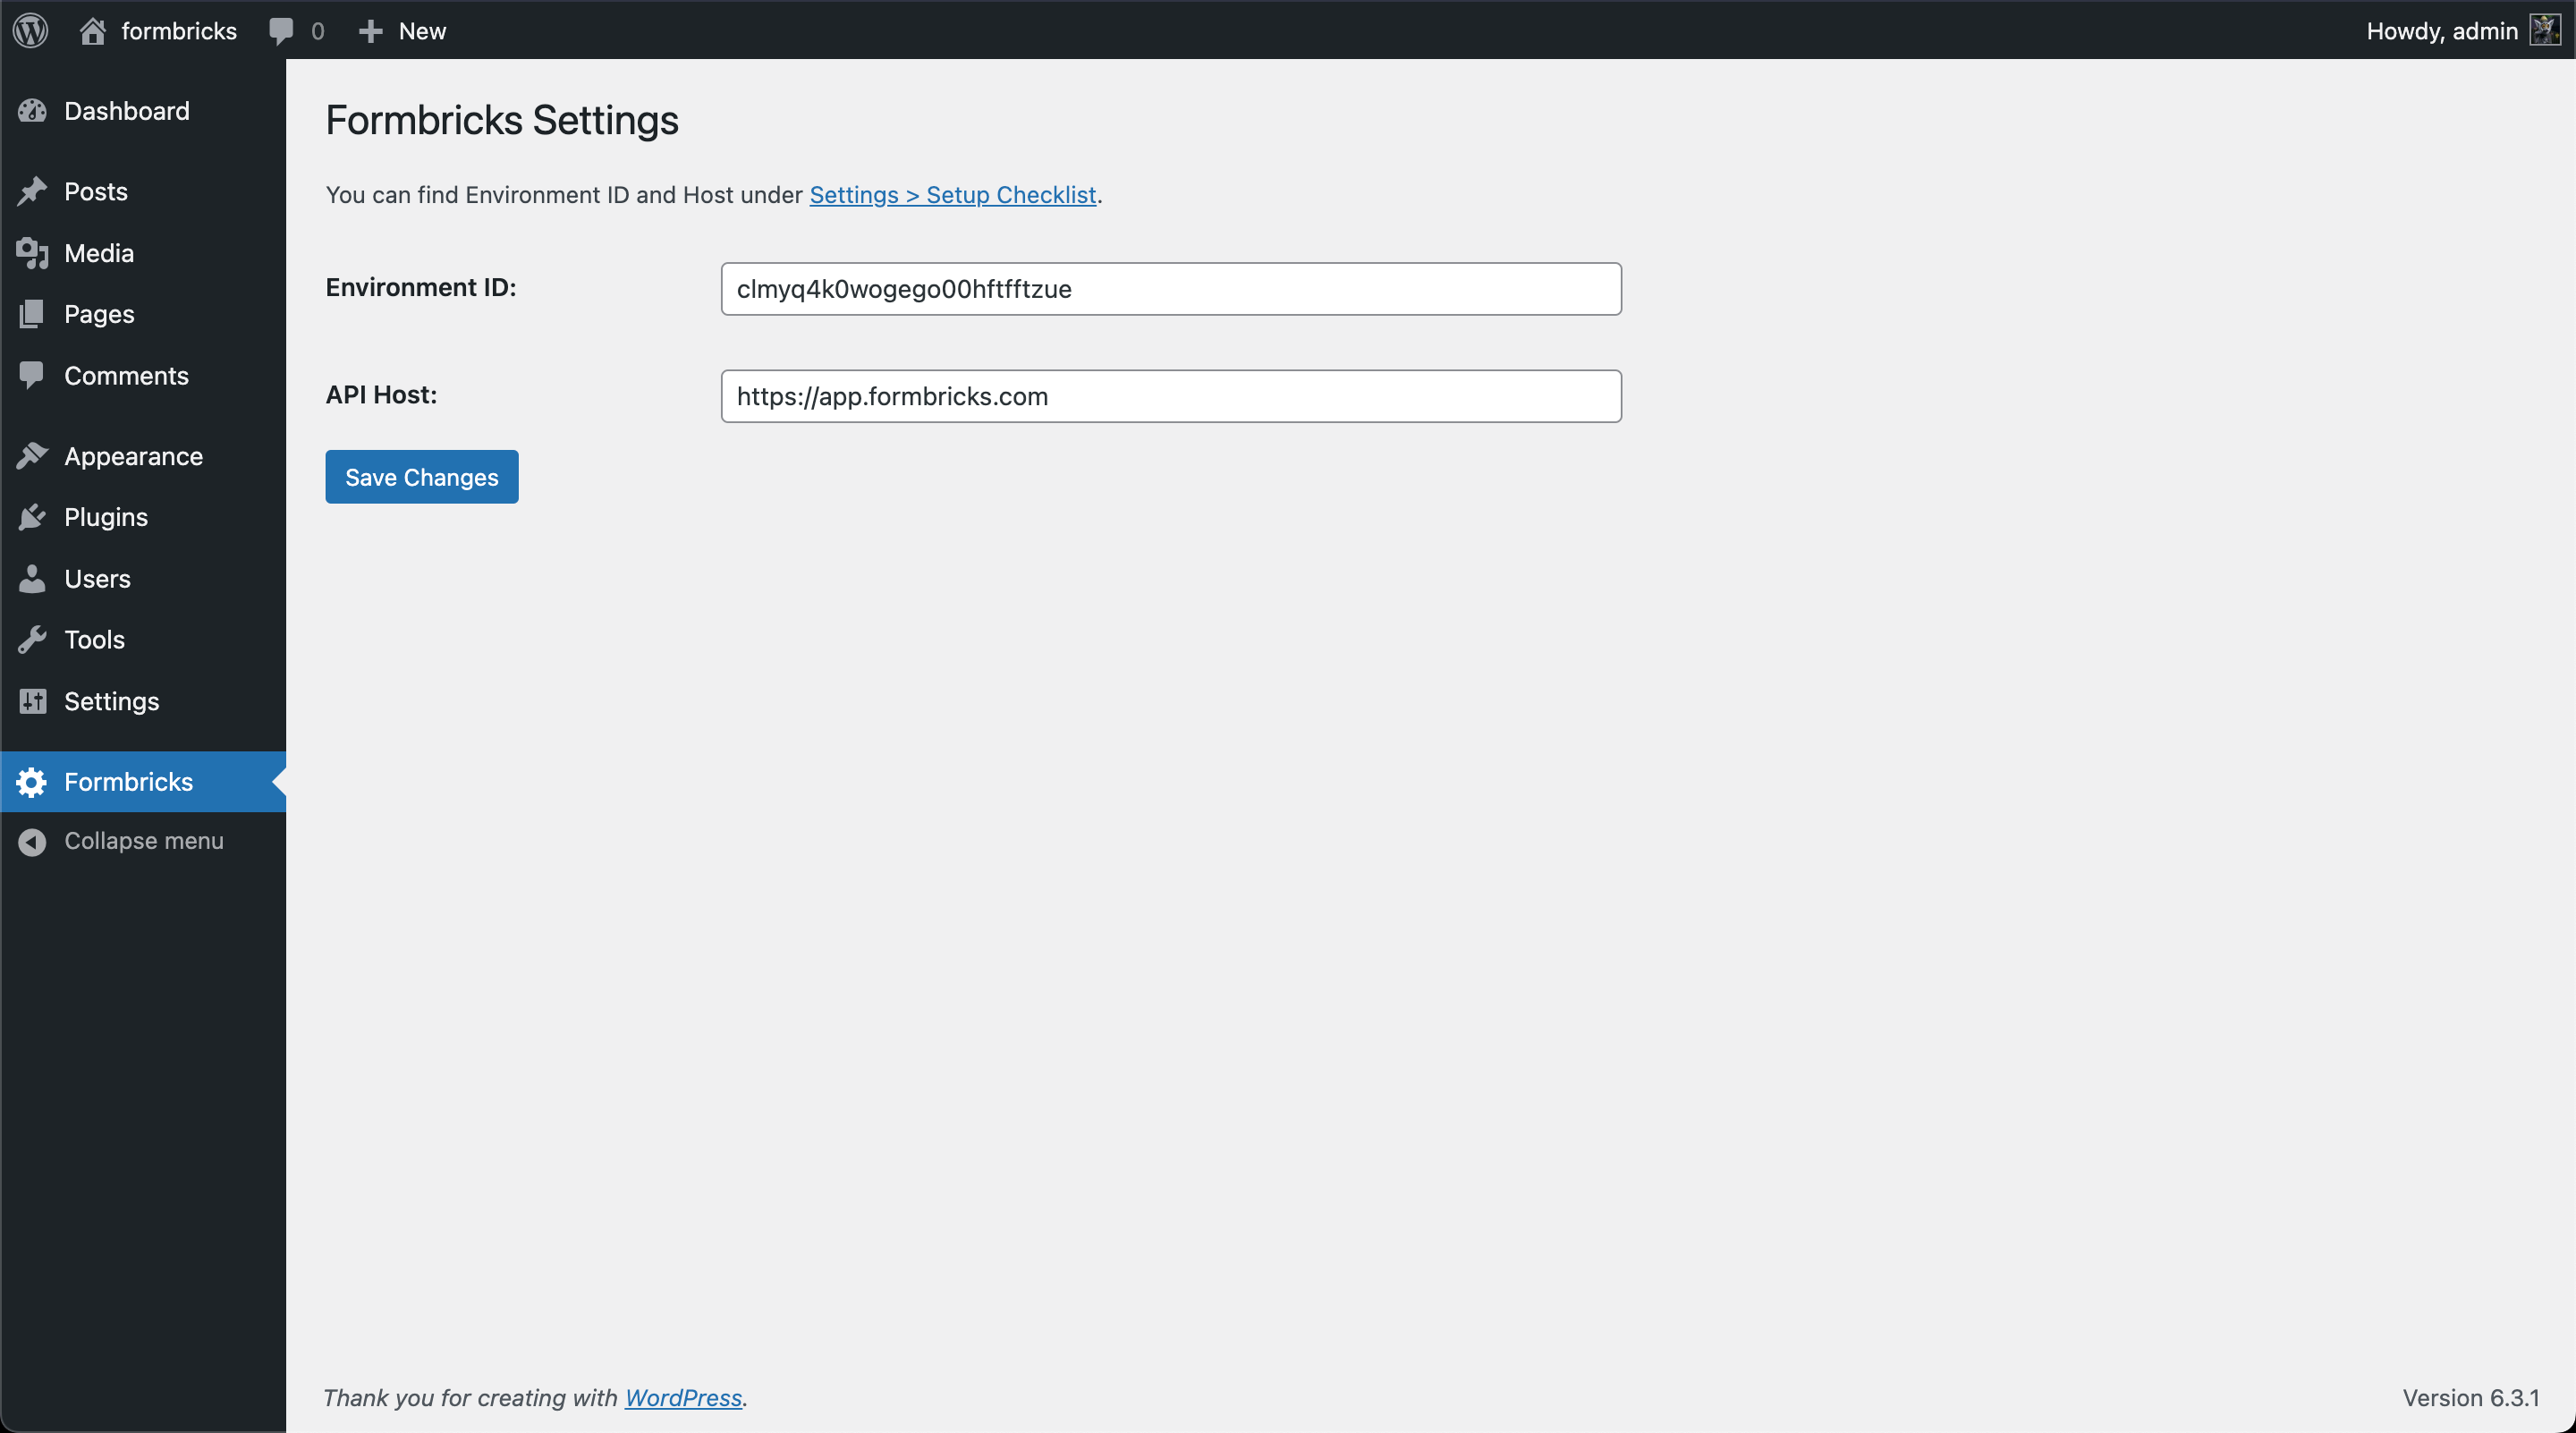 formbricks
0
New
Howdy, admin
Dashboard
Posts
Media
Pages
Comments
Appearance
Plugins
Users
Tools
Settings
Formbricks
Collapse menu
Formbricks Settings
You can find Environment ID and Host under Settings > Setup Checklist.
Environment ID:
clmyq4k0wogego00hftfftzue
API Host:
https://app.formbricks.com
Save Changes
Thank you for creating with WordPress.
Version 6.3.1